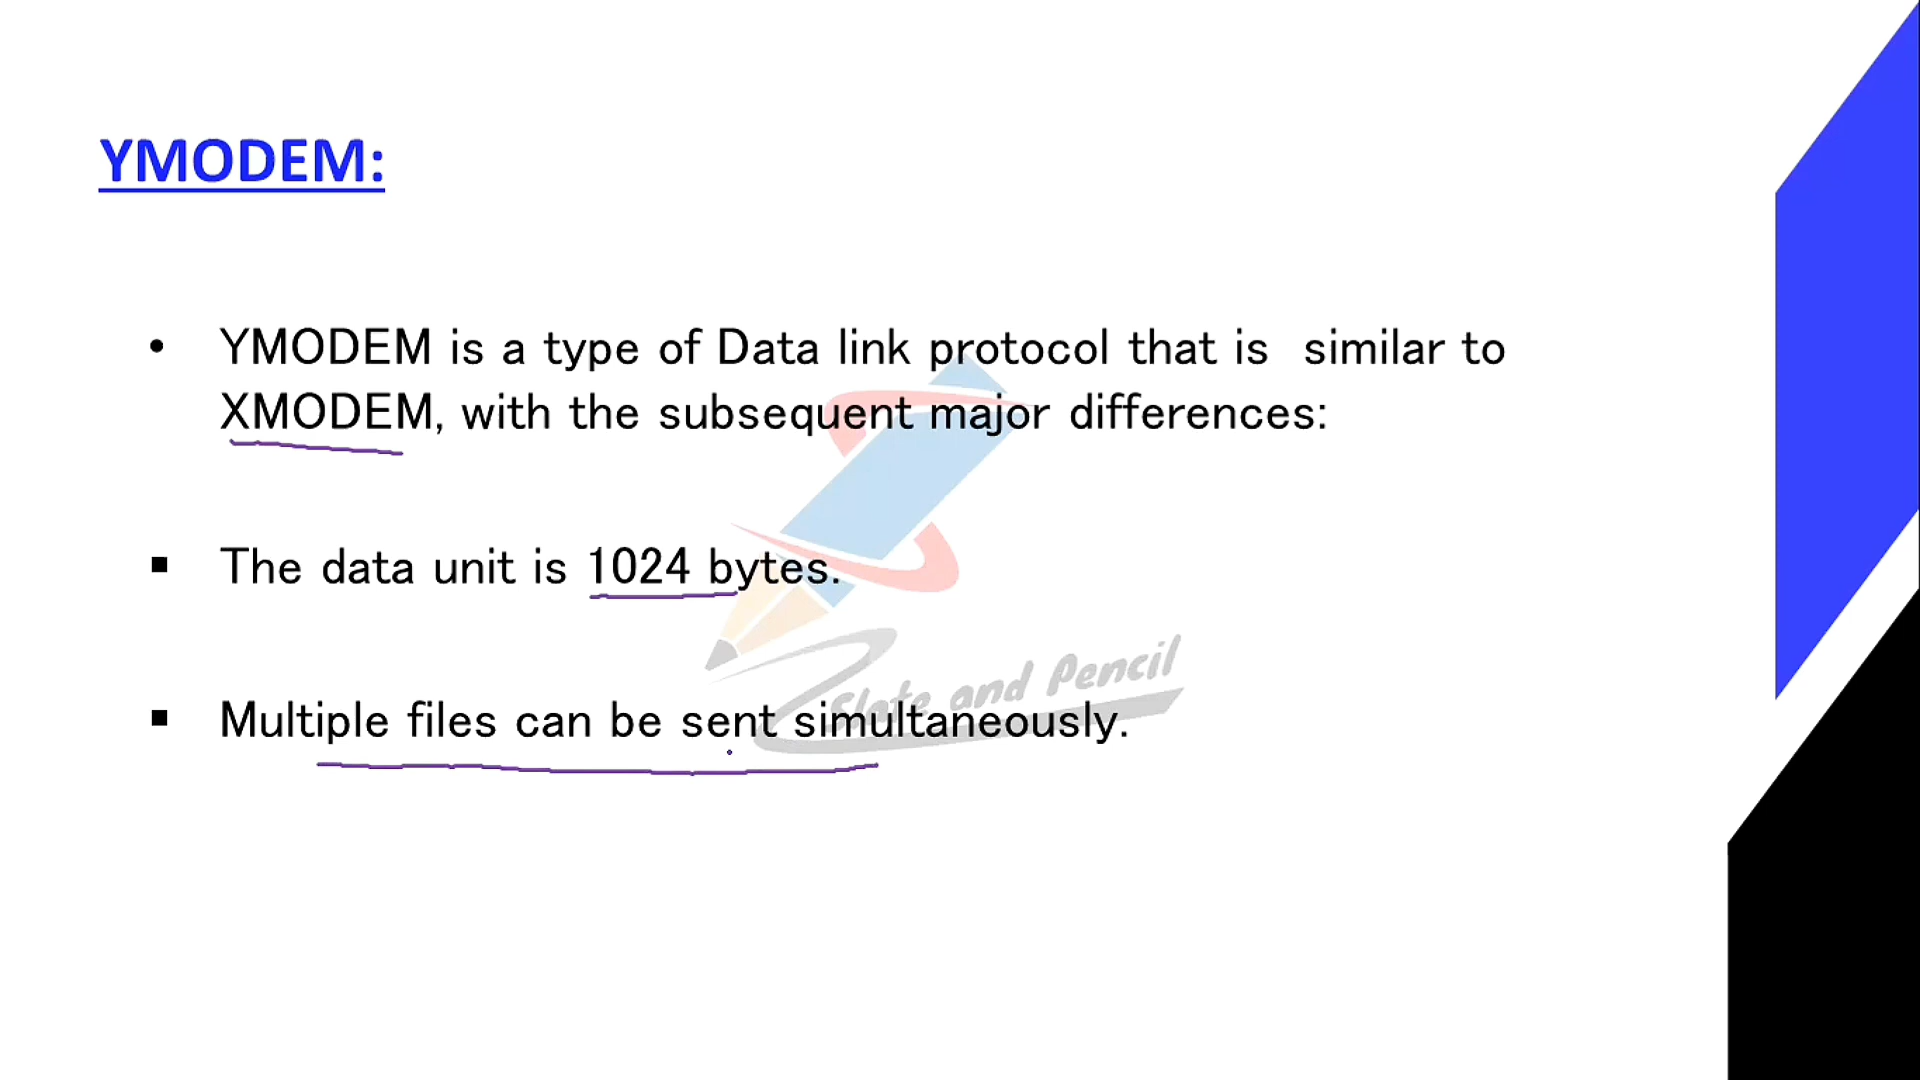 YMODEM:
• YMODEM is a type of Data link protocol that is similar to
XMODEM, with the subsequent major differences:
▪ The data unit is 1024 bytes.
Slate and Pencil
▪ Multiple files can be sent simultaneously.